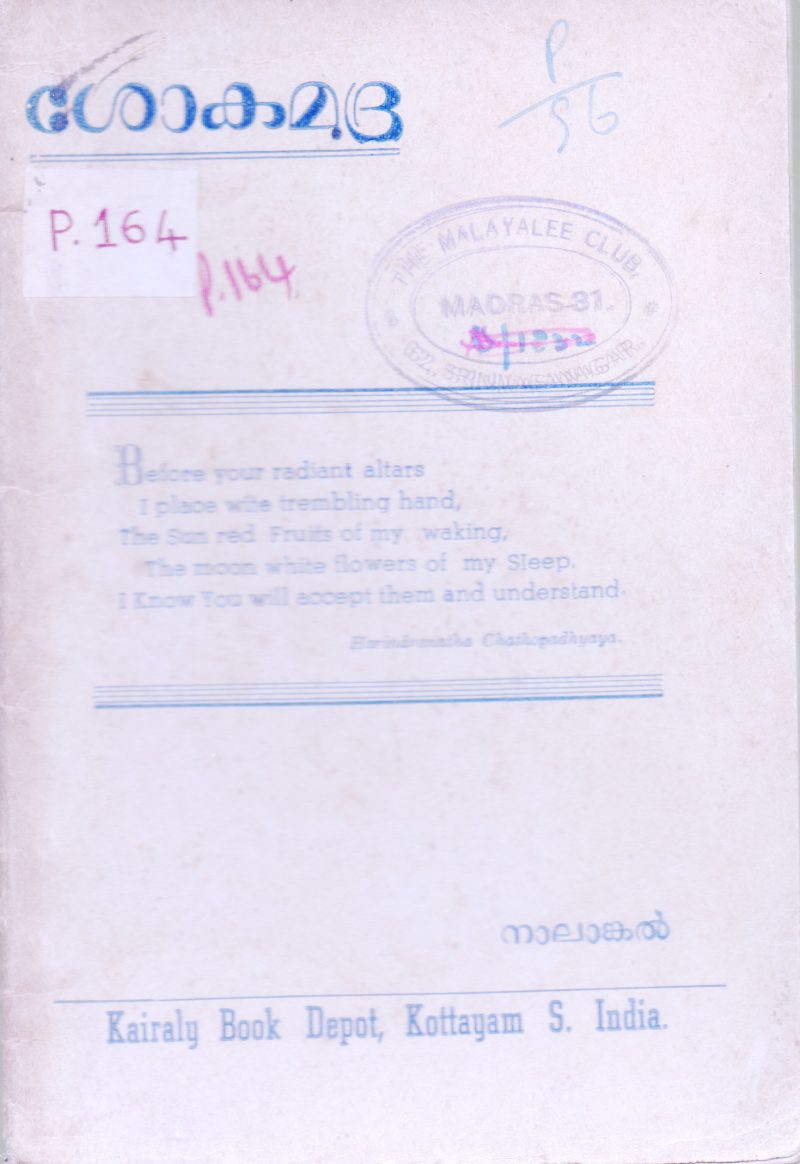 ശോകമുദ്ര
P
56
P. 164
P.164
THE MALAYALEE CLUB,
MADRAS-31.
Before your radiant altars
I place wite trembling hand,
The Sun red Fruits of my waking,
The moon white flowers of my Sleep.
I Know You will accept them and understand.
Harindranatha Chathopadhyaya.
നാലാങ്കൽ
Kairaly Book Depot, Kottayam S. India.